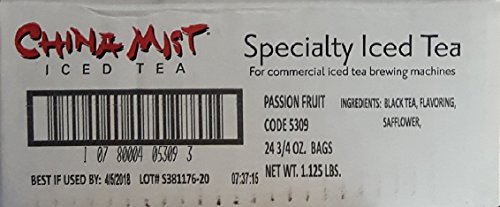 CHINA MIST
ICED TEA
Specialty Iced Tea
For commercial iced tea brewing machines
PASSION FRUIT
CODE 5309
24 3/4 OZ. BAGS
NET WT. 1.125 LBS.
INGREDIENTS: BLACK TEA, FLAVORING,
SAFFLOWER,
1 07 80004 05309 3
BEST IF USED BY: 4/5/2018 LOT# S381176-20 07:37:16